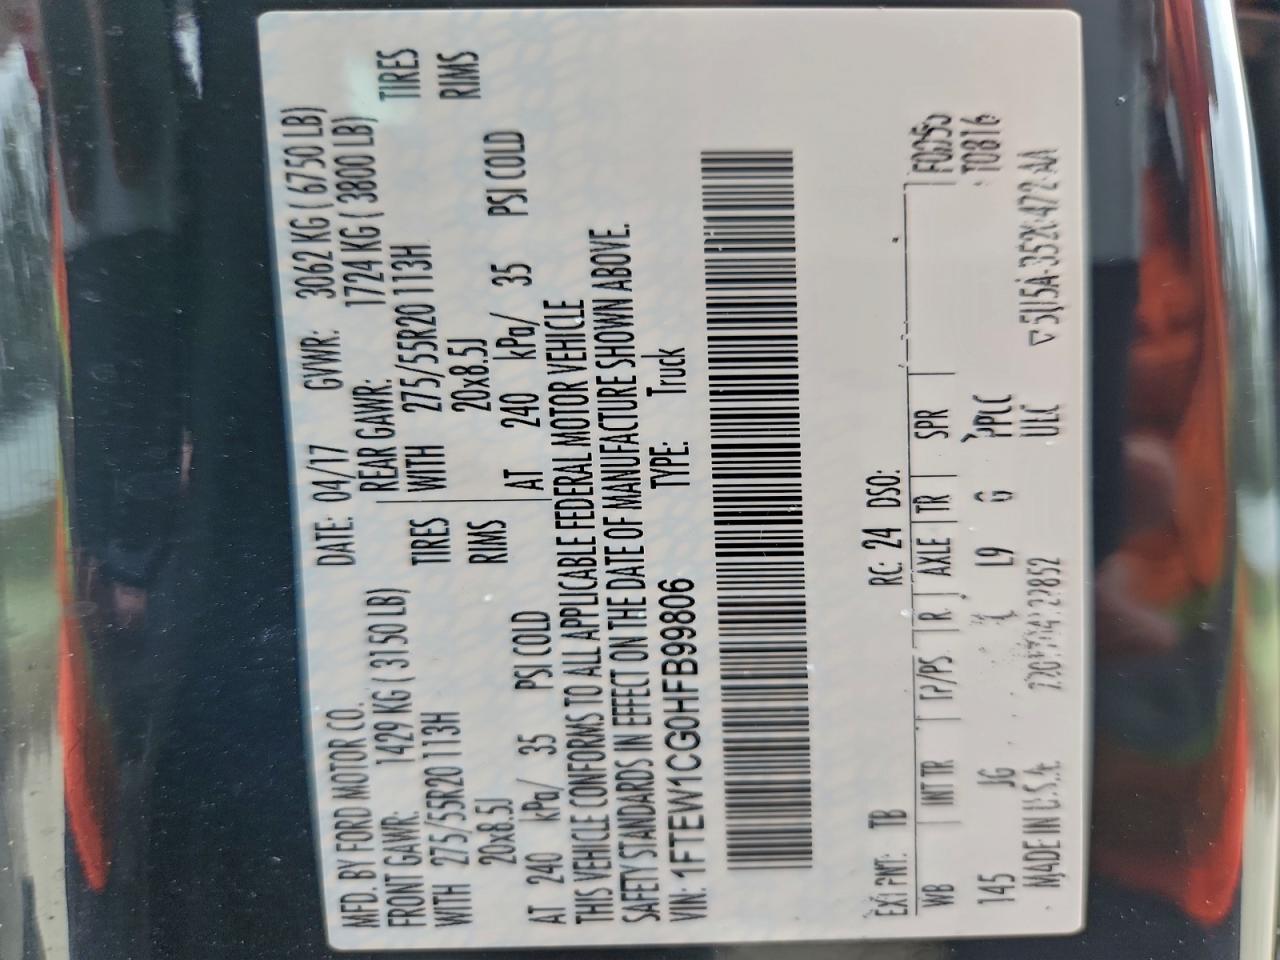 MFD. BY FORD MOTOR CO. DATE: 04/17 GVWR: 3062 KG ( 6750 LB)
FRONT GAWR: 1429 KG ( 3150 LB) REAR GAWR: 1724 KG ( 3800 LB)
WITH 275/55R20 113H TIRES WITH 275/55R20 113H TIRES
20x8.5J RIMS 20x8.5J RIMS
AT 240 kPa/ 35 PSI COLD AT 240 kPa/ 35 PSI COLD
THIS VEHICLE CONFORMS TO ALL APPLICABLE FEDERAL MOTOR VEHICLE
SAFETY STANDARDS IN EFFECT ON THE DATE OF MANUFACTURE SHOWN ABOVE.
VIN: 1FTEW1CG0HFB99806 TYPE: Truck
EXT PNT: TB RC: 24 DSO:
WB INT TR TP/PS R AXLE TR SPR
145 JG L9 G PPLC T0816
MADE IN U.S.A. ULC